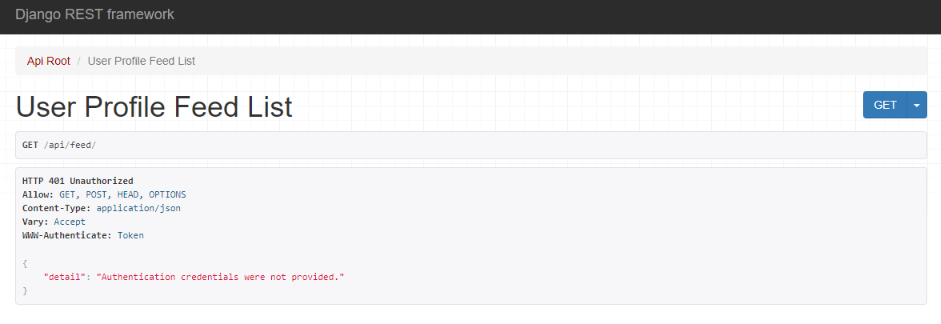 Django REST framework
Api Root / User Profile Feed List
User Profile Feed List
GET
GET /api/feed/
HTTP 401 Unauthorized
Allow: GET, POST, HEAD, OPTIONS
Content-Type: application/json
Vary: Accept
WWW-Authenticate: Token
{
    "detail": "Authentication credentials were not provided."
}